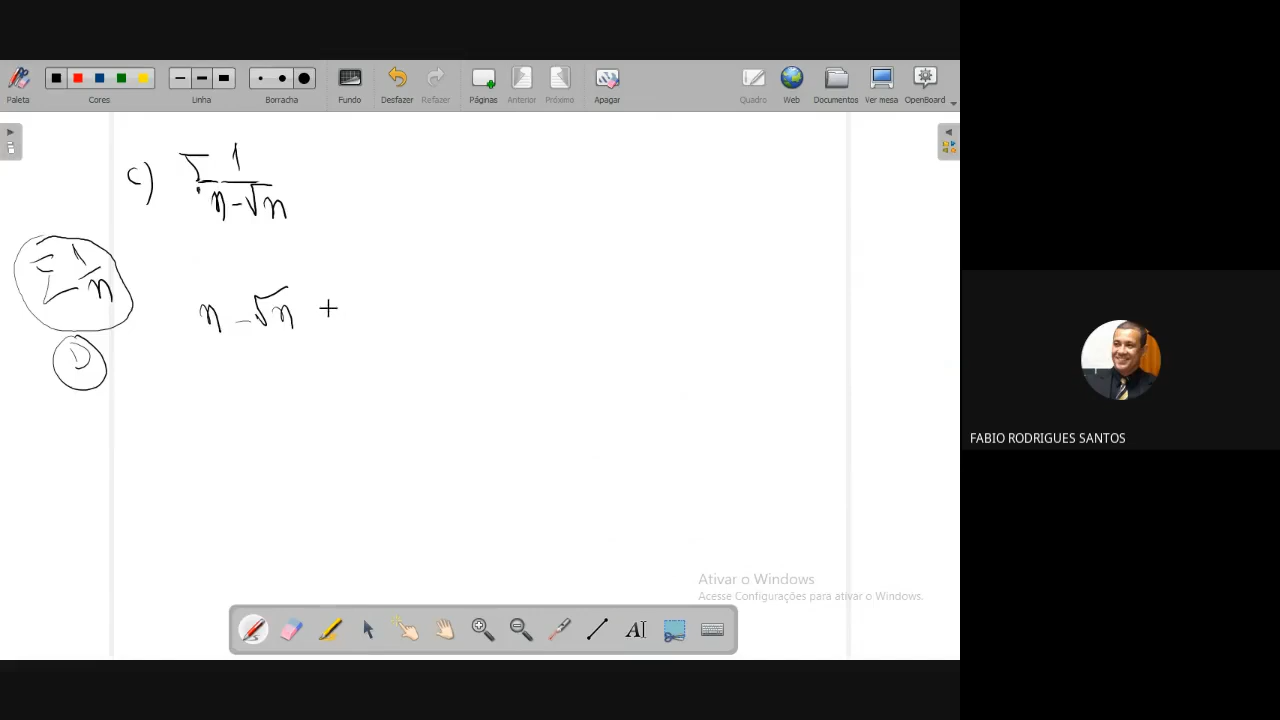 Paleta Cores Linha Borracha Fundo Desfazer Refazer Páginas Anterior Próximo Apagar Quadro Web Documentos Ver mesa OpenBoard
c) Σ 1/(n-√n)
Σ 1/n
n - √n +
D
FABIO RODRIGUES SANTOS
Ativar o Windows
Acesse Configurações para ativar o Windows.
AI